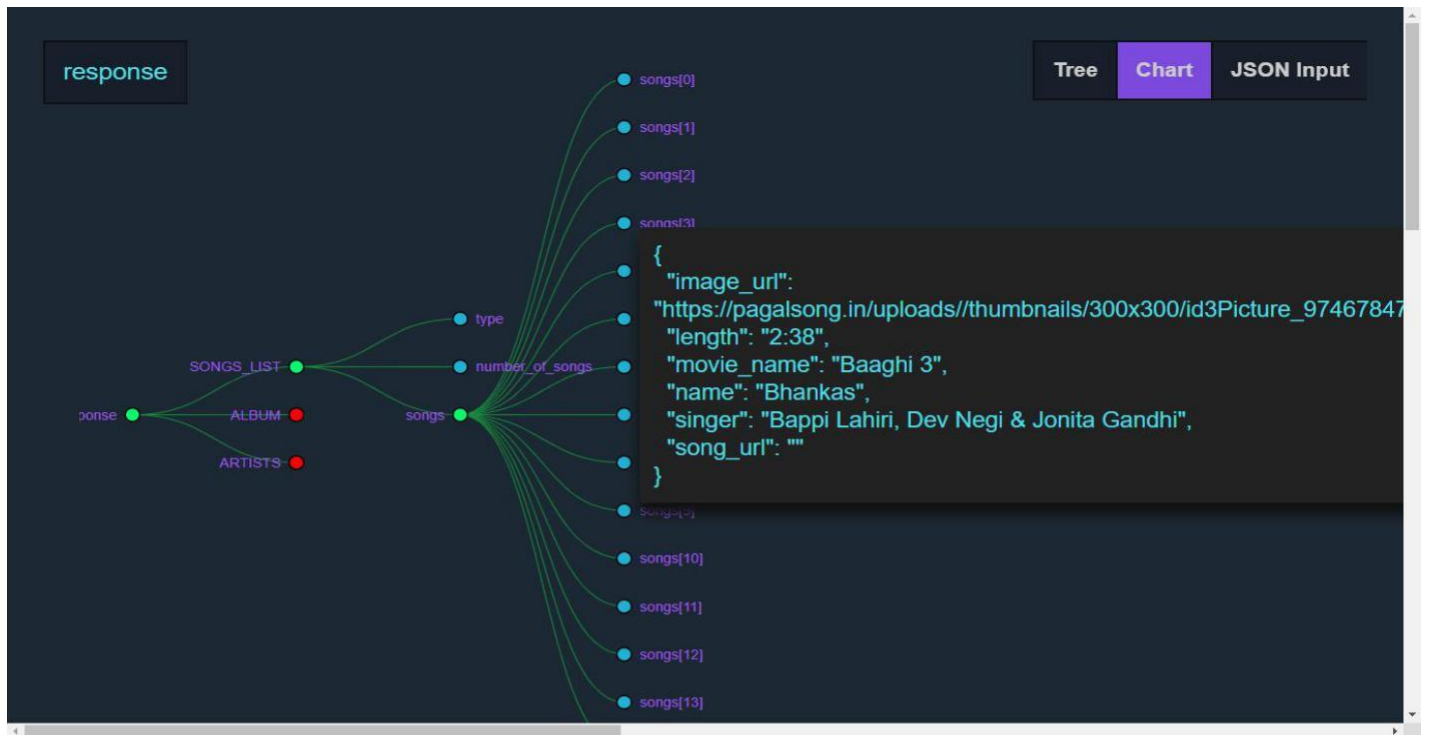 response
Tree Chart JSON Input
songs[0]
songs[1]
songs[2]
songs[3]
{
"image_url":
"https://pagalsong.in/uploads//thumbnails/300x300/id3Picture_97467847
"length": "2:38",
"movie_name": "Baaghi 3",
"name": "Bhankas",
"singer": "Bappi Lahiri, Dev Negi & Jonita Gandhi",
"song_url": ""
}
type
number_of_songs
SONGS_LIST
ponse
ALBUM
songs
ARTISTS
songs[9]
songs[10]
songs[11]
songs[12]
songs[13]